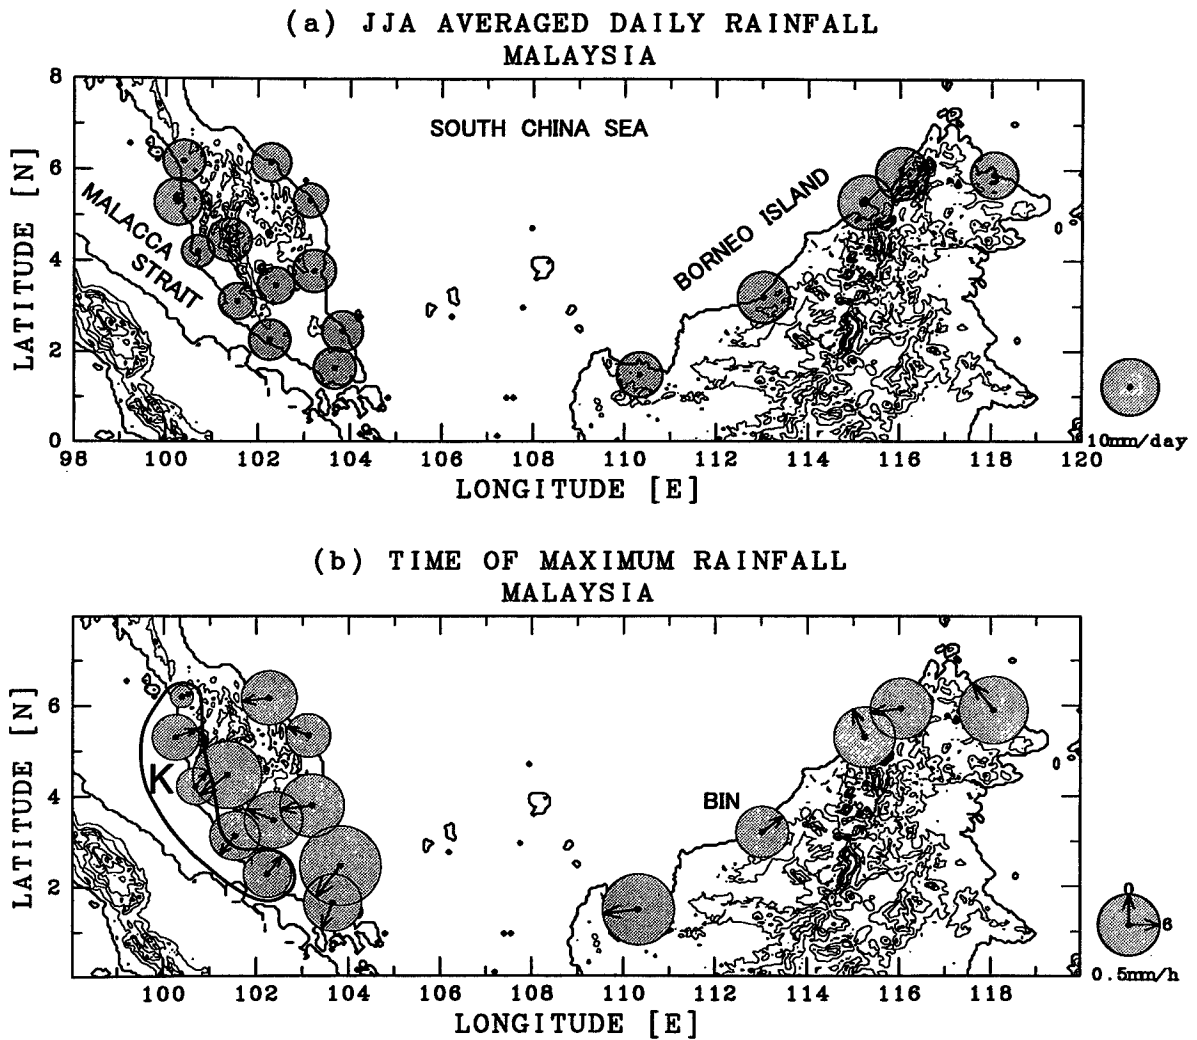 (a) JJA AVERAGED DAILY RAINFALL
MALAYSIA
8
6
4
2
0
LATITUDE [N]
SOUTH CHINA SEA
MALACCA
STRAIT
BORNEO ISLAND
10mm/day
98 100 102 104 106 108 110 112 114 116 118 120
LONGITUDE [E]
(b) TIME OF MAXIMUM RAINFALL
MALAYSIA
6
4
2
LATITUDE [N]
K
BIN
0
6
0.5mm/h
100 102 104 106 108 110 112 114 116 118
LONGITUDE [E]